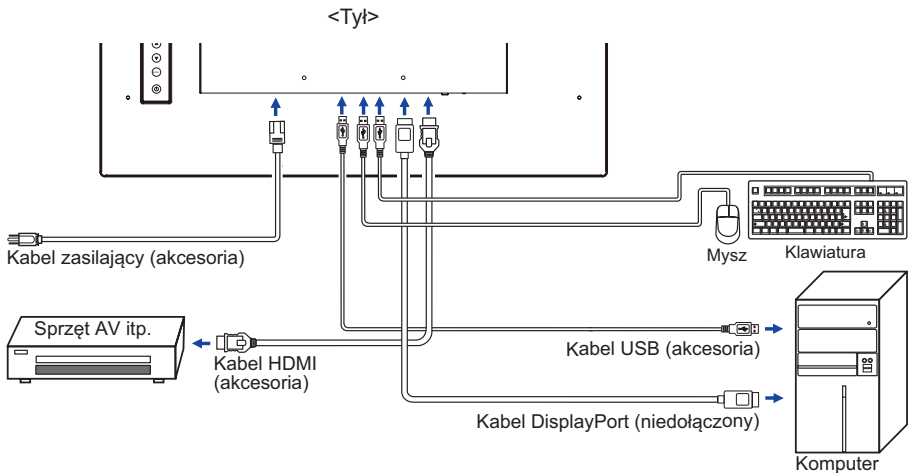 <Tył>
Kabel zasilający (akcesoria)
Mysz
Klawiatura
Sprzęt AV itp.
Kabel HDMI
(akcesoria)
Kabel USB (akcesoria)
Kabel DisplayPort (niedołączony)
Komputer